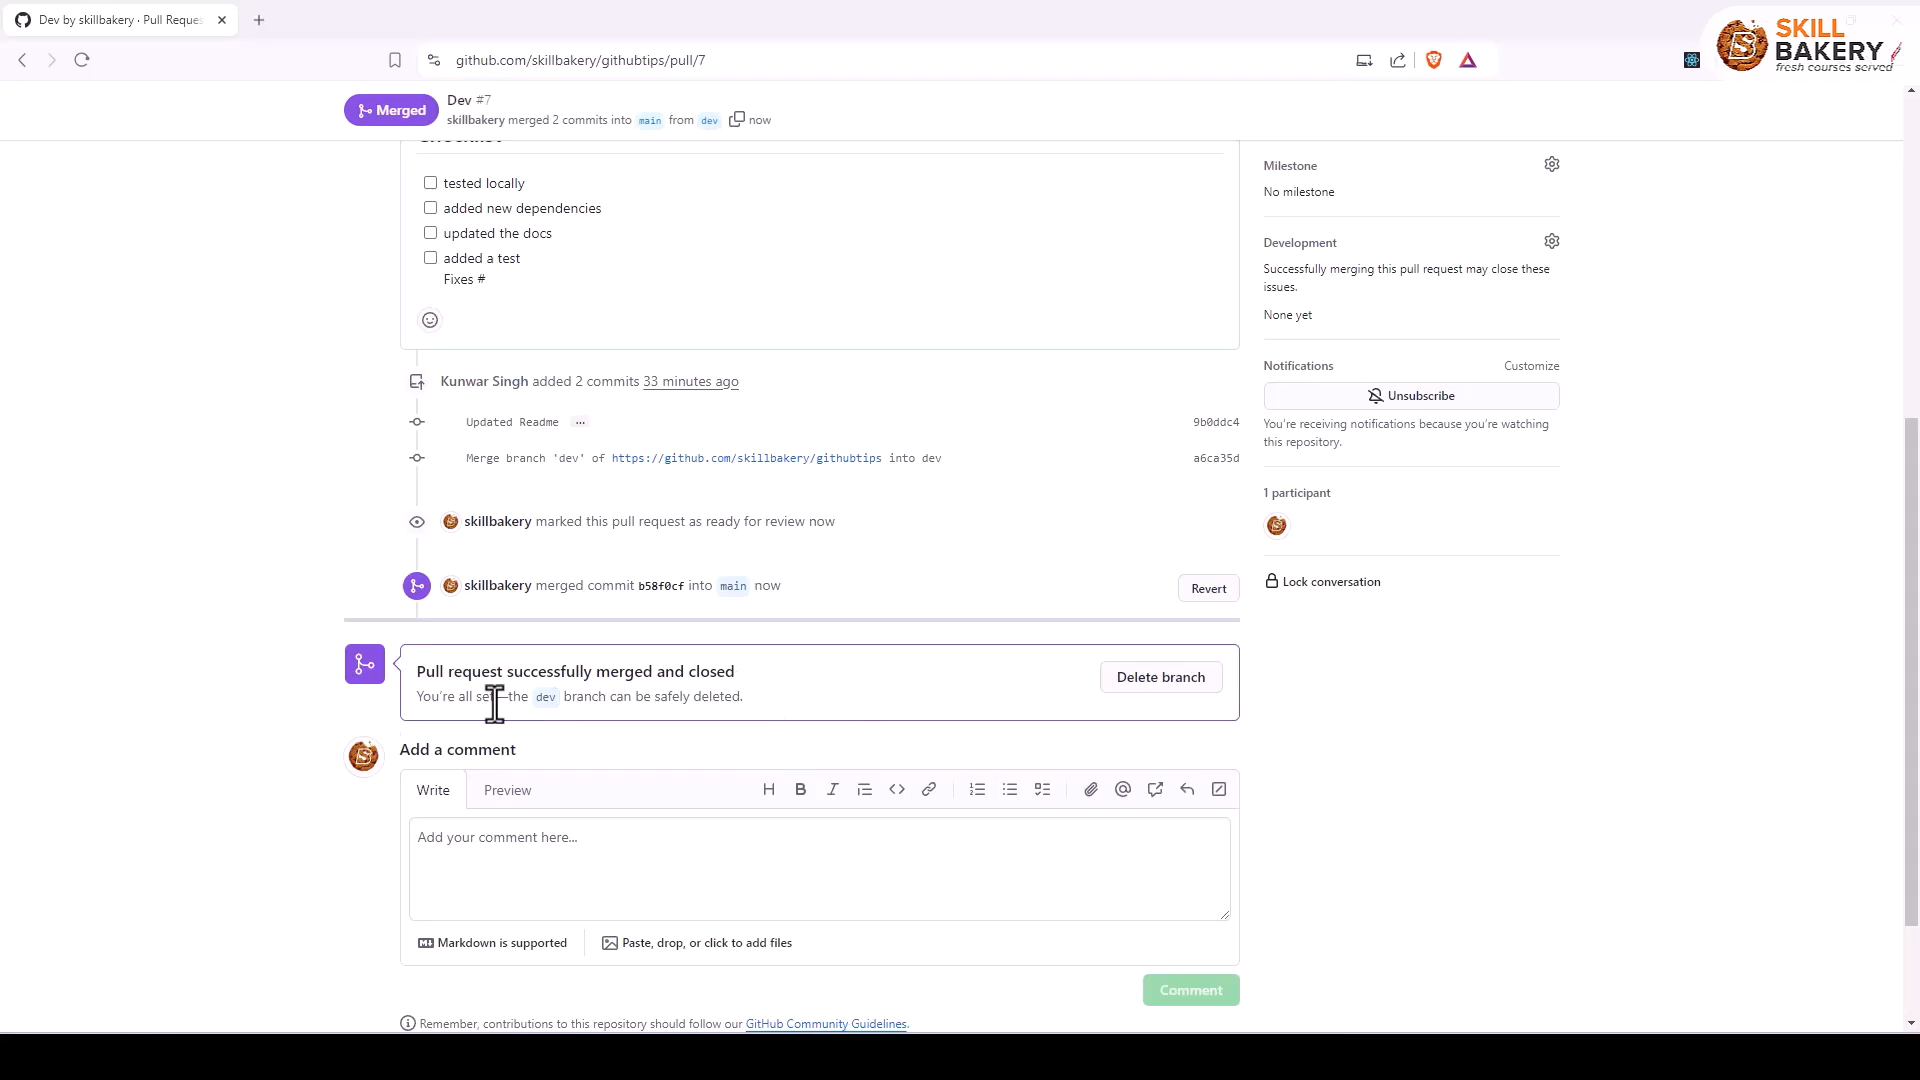 Dev by skillbakery · Pull Reques
github.com/skillbakery/githubtips/pull/7
SKILL
BAKERY
fresh courses served
Merged
Dev #7
skillbakery merged 2 commits into main from dev now
tested locally
added new dependencies
updated the docs
added a test
Fixes #
Kunwar Singh added 2 commits 33 minutes ago
Updated Readme ...
9b0ddc4
Merge branch 'dev' of https://github.com/skillbakery/githubtips into dev
a6ca35d
skillbakery marked this pull request as ready for review now
skillbakery merged commit b58f0cf into main now
Revert
Pull request successfully merged and closed
You're all set—the dev branch can be safely deleted.
Delete branch
Add a comment
Write
Preview
Add your comment here...
Markdown is supported
Paste, drop, or click to add files
Comment
Remember, contributions to this repository should follow our GitHub Community Guidelines.
Milestone
No milestone
Development
Successfully merging this pull request may close these
issues.
None yet
Notifications
Customize
Unsubscribe
You're receiving notifications because you're watching
this repository.
1 participant
Lock conversation